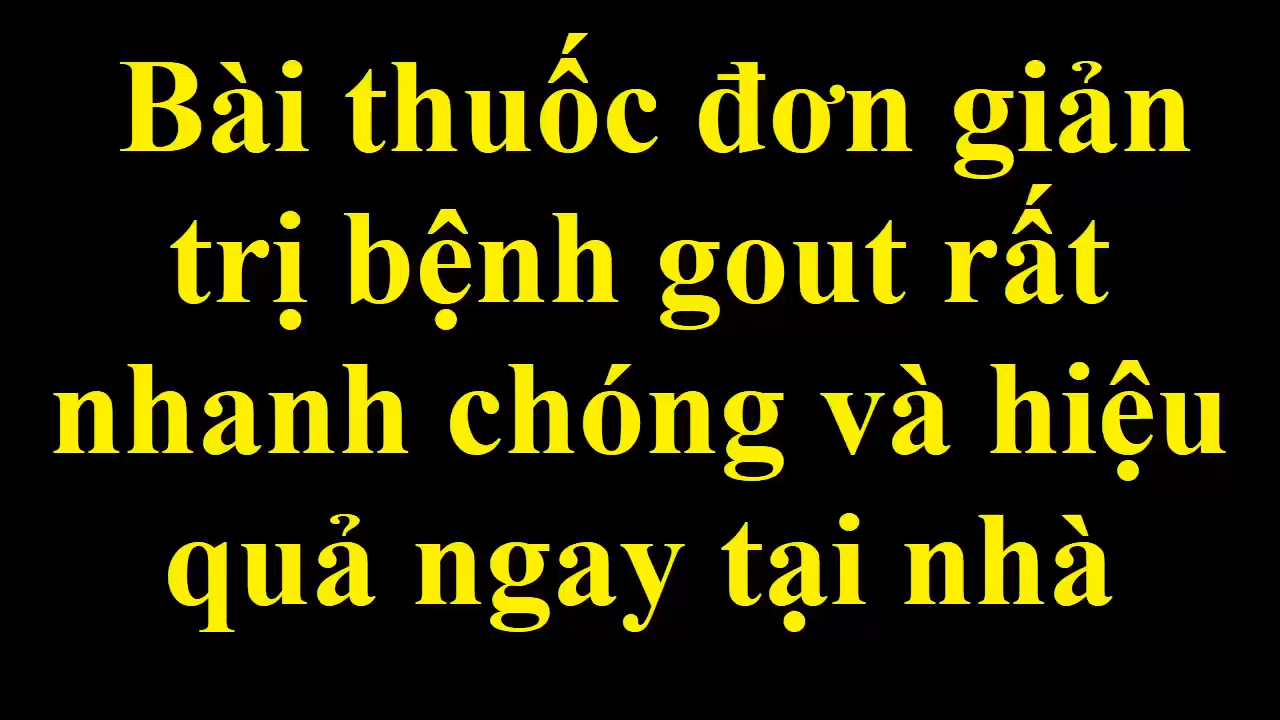 Bài thuốc đơn giản
trị bệnh gout rất
nhanh chóng và hiệu
quả ngay tại nhà